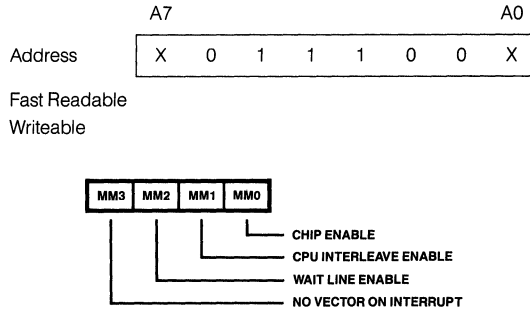 A7 A0
Address X 0 1 1 1 0 0 X
Fast Readable
Writeable
MM3 MM2 MM1 MM0
CHIP ENABLE
CPU INTERLEAVE ENABLE
WAIT LINE ENABLE
NO VECTOR ON INTERRUPT